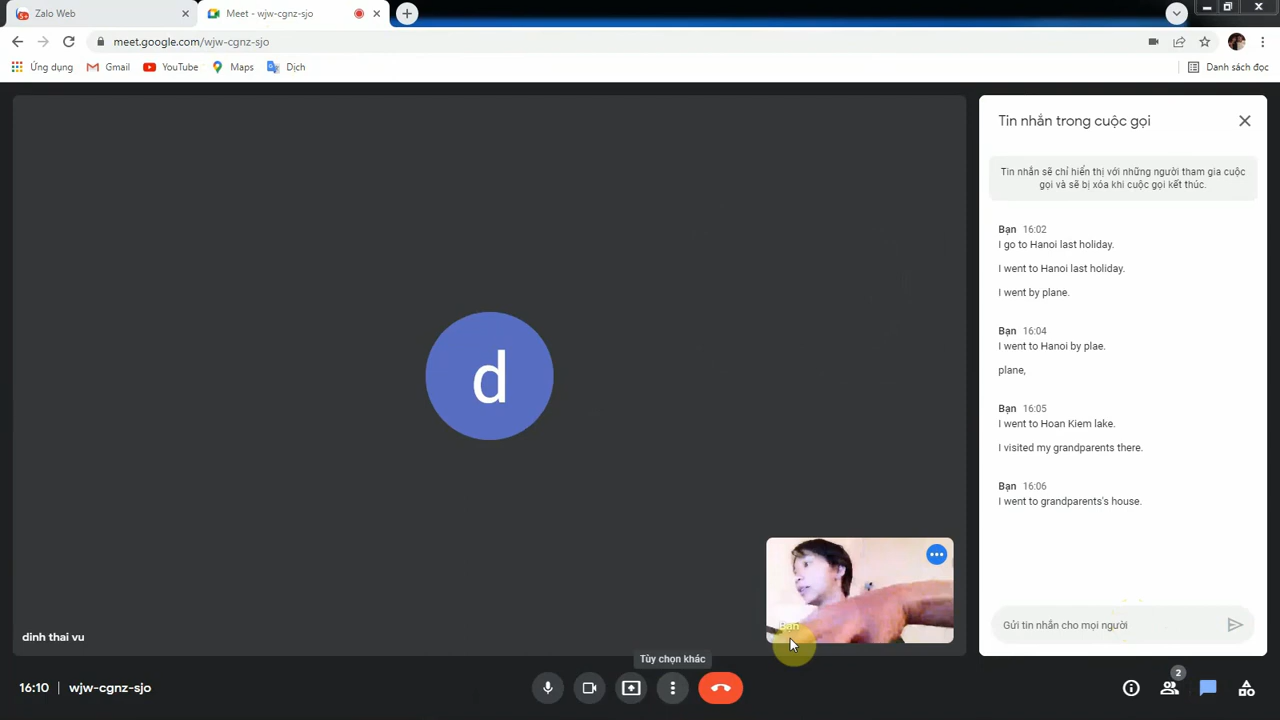 Zalo Web
Meet - wjw-cgnz-sjo
meet.google.com/wjw-cgnz-sjo
Ứng dụng
Gmail
YouTube
Maps
Dịch
Danh sách đọc
Tin nhắn trong cuộc gọi
Tin nhắn sẽ chỉ hiển thị với những người tham gia cuộc
gọi và sẽ bị xóa khi cuộc gọi kết thúc.
Bạn 16:02
I go to Hanoi last holiday.
I went to Hanoi last holiday.
I went by plane.
Bạn 16:04
I went to Hanoi by plae.
plane,
Bạn 16:05
I went to Hoan Kiem lake.
I visited my grandparents there.
Bạn 16:06
I went to grandparents's house.
d
Bạn
dinh thai vu
Gửi tin nhắn cho mọi người
Tùy chọn khác
16:10 | wjw-cgnz-sjo
2